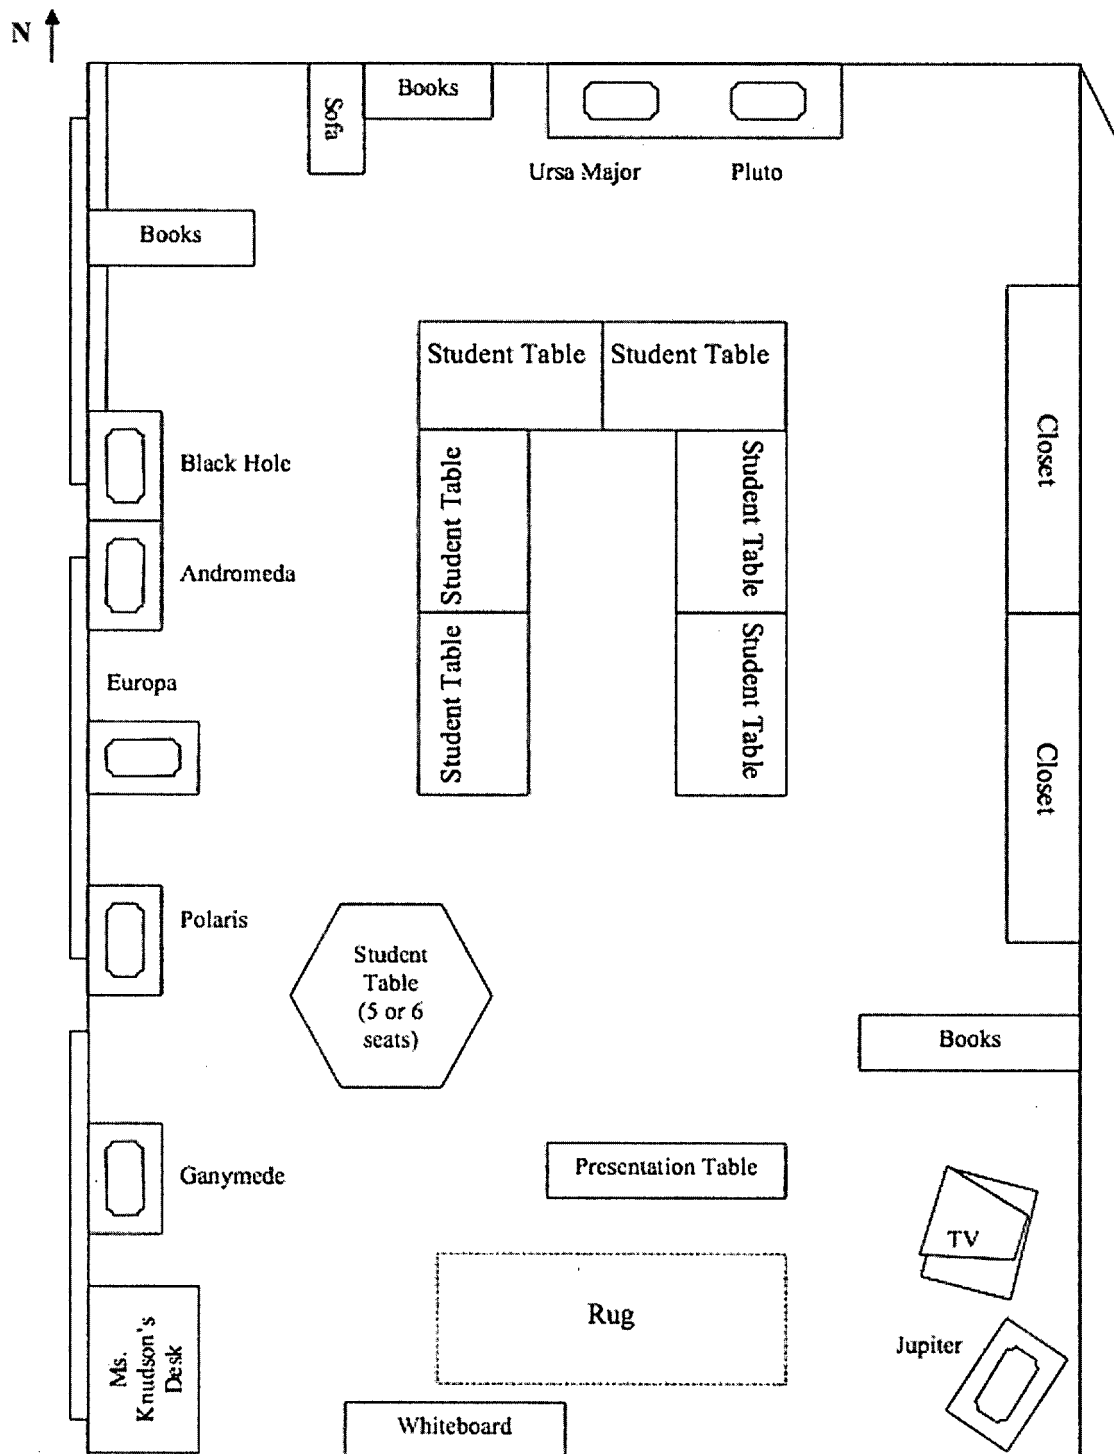 N
Books
Sofa
Ursa Major
Pluto
Books
Student Table
Student Table
Closet
Black Hole
Student Table
Student Table
Andromeda
Europa
Student Table
Student Table
Closet
Polaris
Student
Table
(5 or 6
seats)
Books
Ganymede
Presentation Table
TV
Rug
Jupiter
Ms.
Knudson's
Desk
Whiteboard